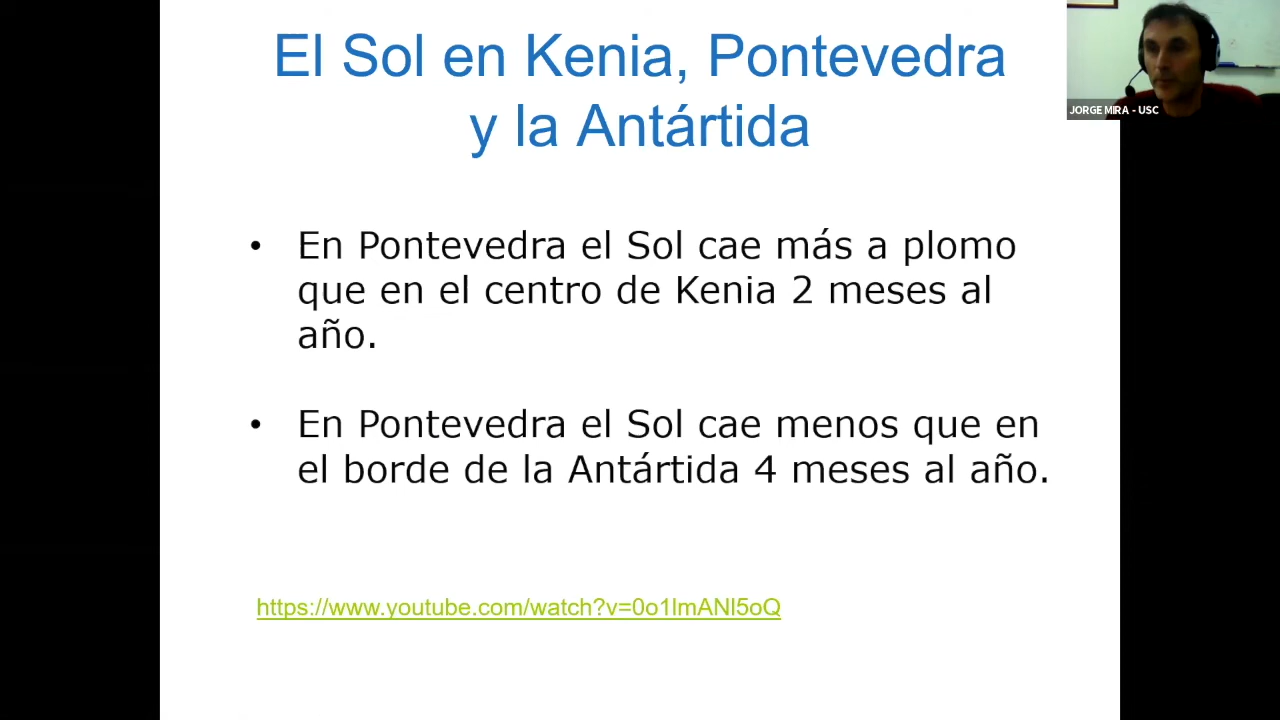 El Sol en Kenia, Pontevedra
y la Antártida
JORGE MIRA - USC
• En Pontevedra el Sol cae más a plomo
que en el centro de Kenia 2 meses al
año.
• En Pontevedra el Sol cae menos que en
el borde de la Antártida 4 meses al año.
https://www.youtube.com/watch?v=0o1lmANl5oQ